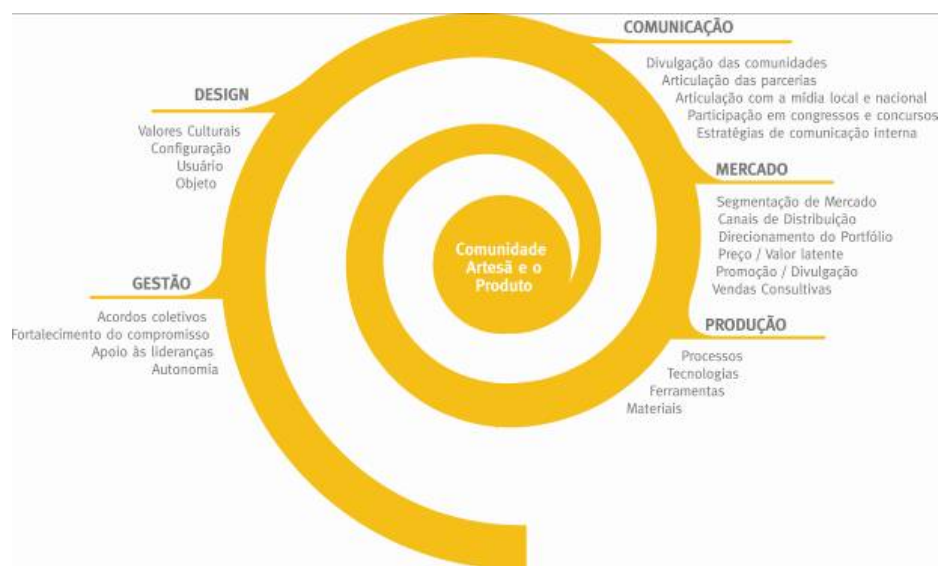 COMUNICAÇÃO
Divulgação das comunidades
Articulação das parcerias
Articulação com a mídia local e nacional
Participação em congressos e concursos
Estratégias de comunicação interna
DESIGN
Valores Culturais
Configuração
Usuário
Objeto
MERCADO
Segmentação de Mercado
Canais de Distribuição
Direcionamento do Portfólio
Preço / Valor latente
Promoção / Divulgação
Vendas Consultivas
Comunidade
Artesã e o
Produto
GESTÃO
Acordos coletivos
Fortalecimento do compromisso
Apoio às lideranças
Autonomia
PRODUÇÃO
Processos
Tecnologias
Ferramentas
Materiais